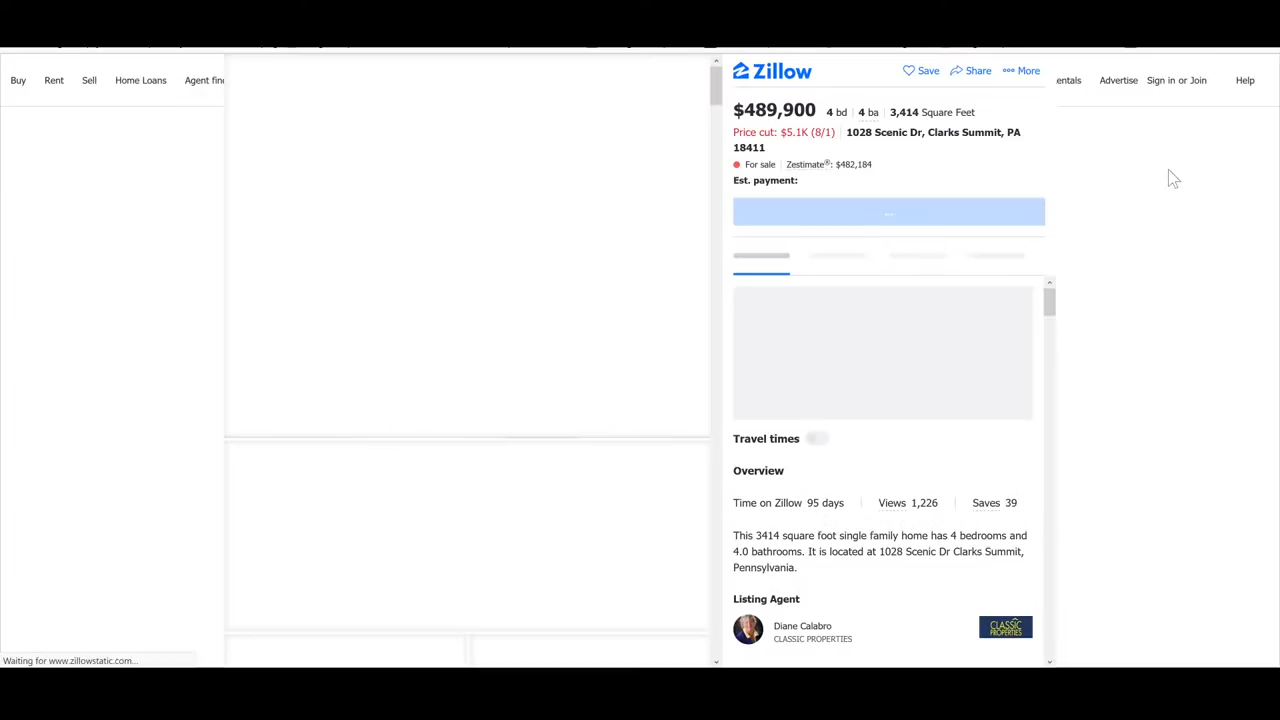 Buy Rent Sell Home Loans Agent fin
Zillow
Save Share More
entals Advertise Sign in or Join Help
$489,900 4 bd 4 ba 3,414 Square Feet
Price cut: $5.1K (8/1) 1028 Scenic Dr, Clarks Summit, PA
18411
For sale Zestimate®: $482,184
Est. payment:
Travel times
Overview
Time on Zillow 95 days Views 1,226 Saves 39
This 3414 square foot single family home has 4 bedrooms and
4.0 bathrooms. It is located at 1028 Scenic Dr Clarks Summit,
Pennsylvania.
Listing Agent
Diane Calabro
CLASSIC PROPERTIES
CLASSIC
PROPERTIES
Waiting for www.zillowstatic.com...